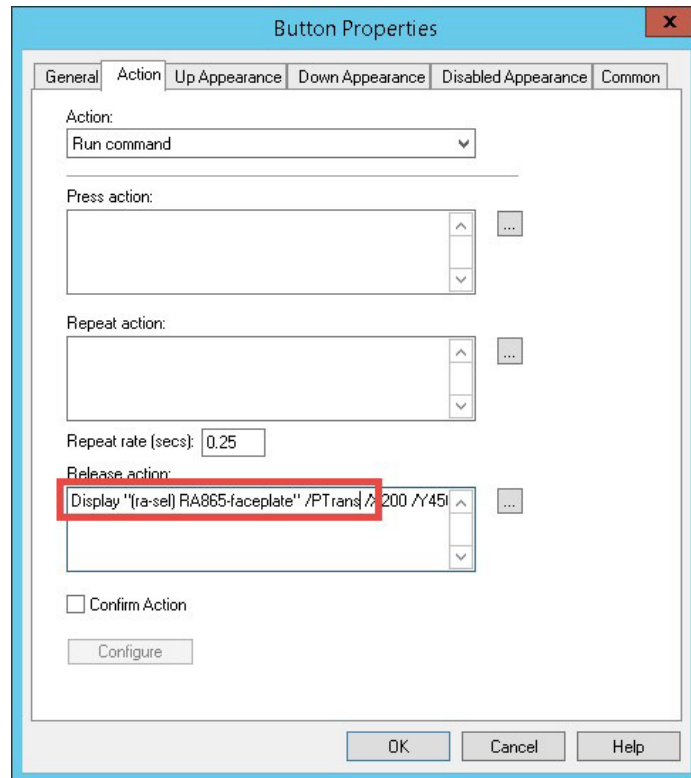 Button Properties
x
General Action Up Appearance Down Appearance Disabled Appearance Common
Action:
Run command
Press action:
...
Repeat action:
...
Repeat rate (secs): 0.25
Release action:
Display "(ra-sel) RA865-faceplate" /PTrans /X200 /Y450
...
Confirm Action
Configure
OK Cancel Help